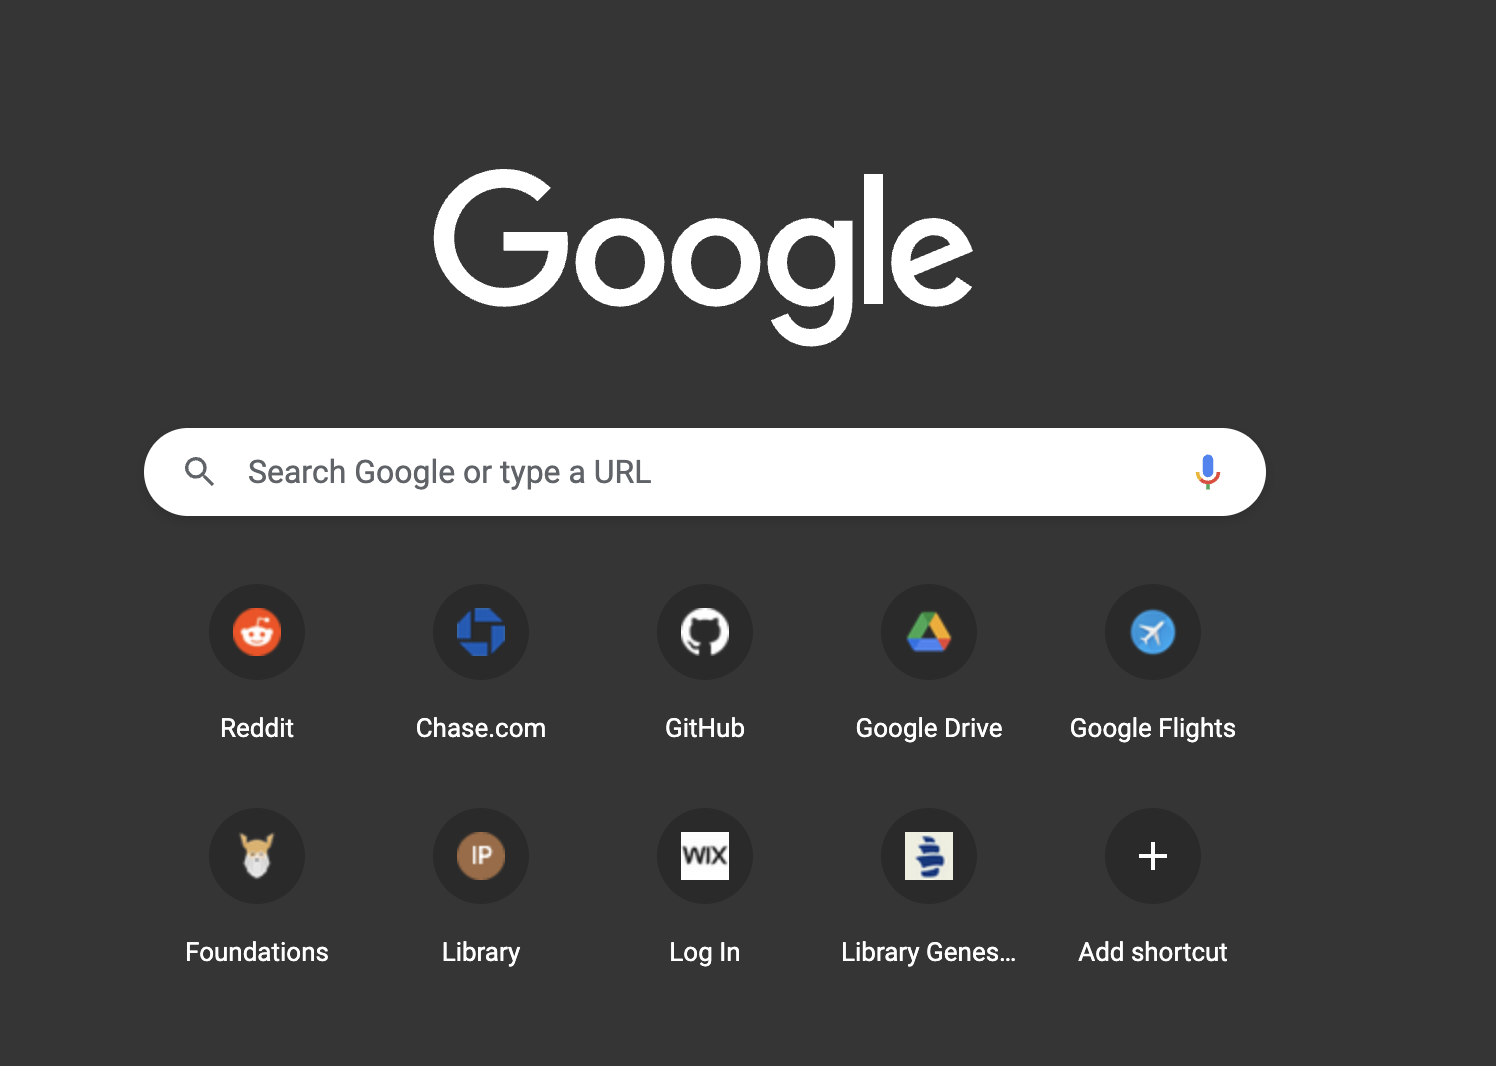 Google
Search Google or type a URL
Reddit
Chase.com
GitHub
Google Drive
Google Flights
IP
WIX
Foundations
Library
Log In
Library Genes...
Add shortcut